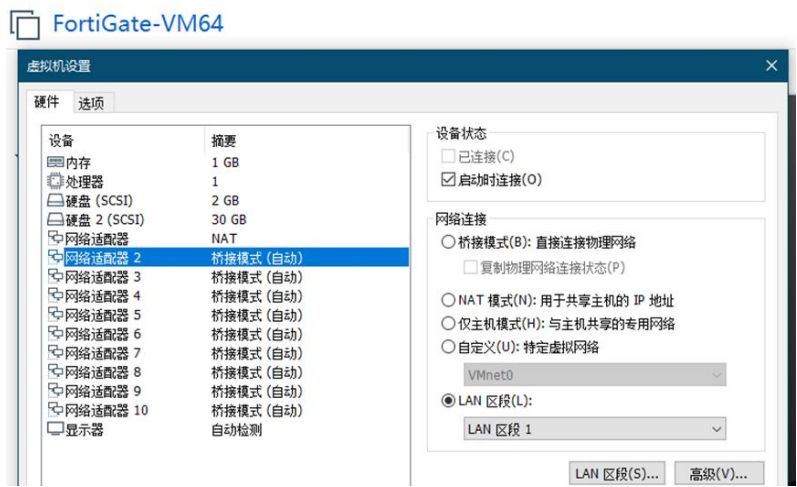 FortiGate-VM64
虚拟机设置
硬件 选项
设备 摘要
内存 1 GB
处理器 1
硬盘 (SCSI) 2 GB
硬盘 2 (SCSI) 30 GB
网络适配器 NAT
网络适配器 2 桥接模式 (自动)
网络适配器 3 桥接模式 (自动)
网络适配器 4 桥接模式 (自动)
网络适配器 5 桥接模式 (自动)
网络适配器 6 桥接模式 (自动)
网络适配器 7 桥接模式 (自动)
网络适配器 8 桥接模式 (自动)
网络适配器 9 桥接模式 (自动)
网络适配器 10 桥接模式 (自动)
显示器 自动检测
设备状态
已连接(C)
启动时连接(O)
网络连接
桥接模式(B): 直接连接物理网络
复制物理网络连接状态(P)
NAT 模式(N): 用于共享主机的 IP 地址
仅主机模式(H): 与主机共享的专用网络
自定义(U): 特定虚拟网络
VMnet0
LAN 区段(L):
LAN 区段 1
LAN 区段(S)... 高级(V)...